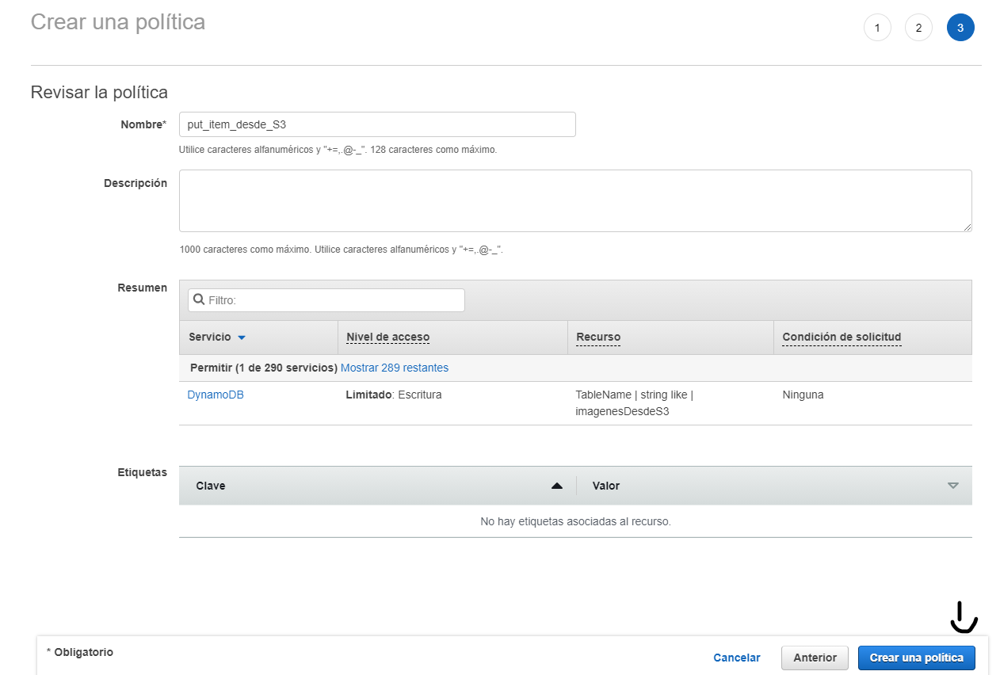 Crear una política
1 2 3
Revisar la política
Nombre* put_item_desde_S3
Utilice caracteres alfanuméricos y "+=,.@-_". 128 caracteres como máximo.
Descripción
1000 caracteres como máximo. Utilice caracteres alfanuméricos y "+=,.@-_".
Resumen Filtro:
Servicio Nivel de acceso Recurso Condición de solicitud
Permitir (1 de 290 servicios) Mostrar 289 restantes
DynamoDB Limitado: Escritura TableName | string like | Ninguna
imagenesDesdeS3
Etiquetas
Clave Valor
No hay etiquetas asociadas al recurso.
* Obligatorio Cancelar Anterior Crear una política